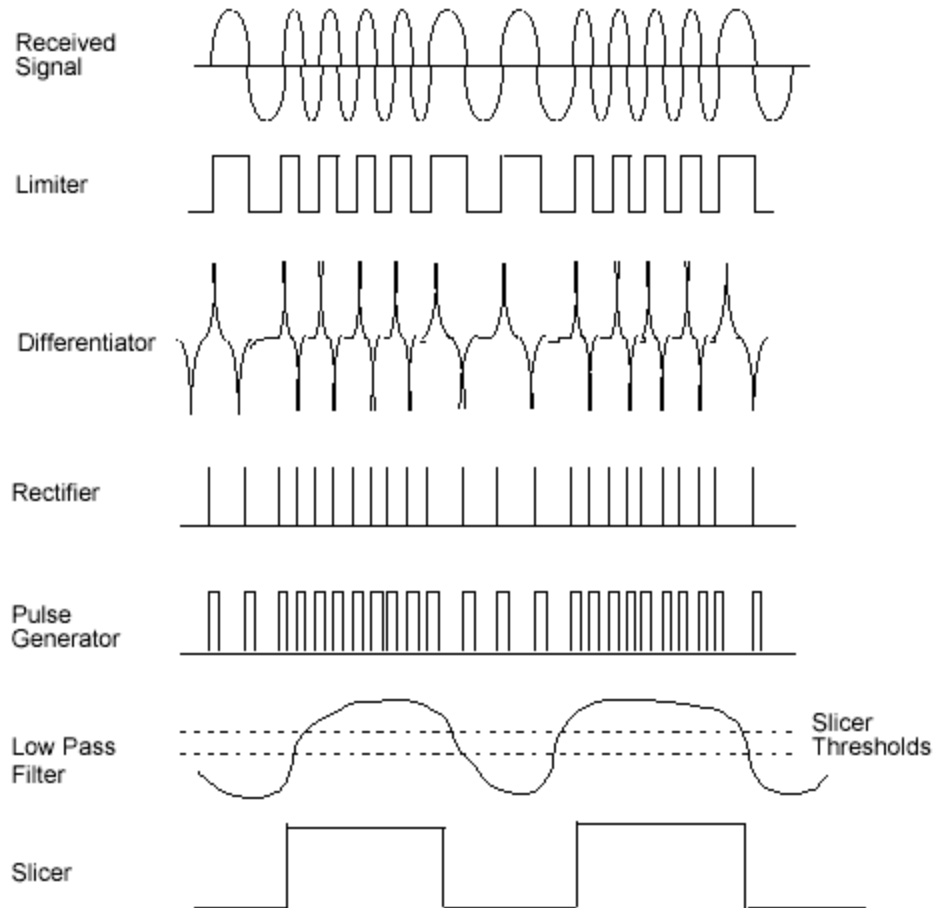 Received
Signal
Limiter
Differentiator
Rectifier
Pulse
Generator
Slicer
Thresholds
Low Pass
Filter
Slicer